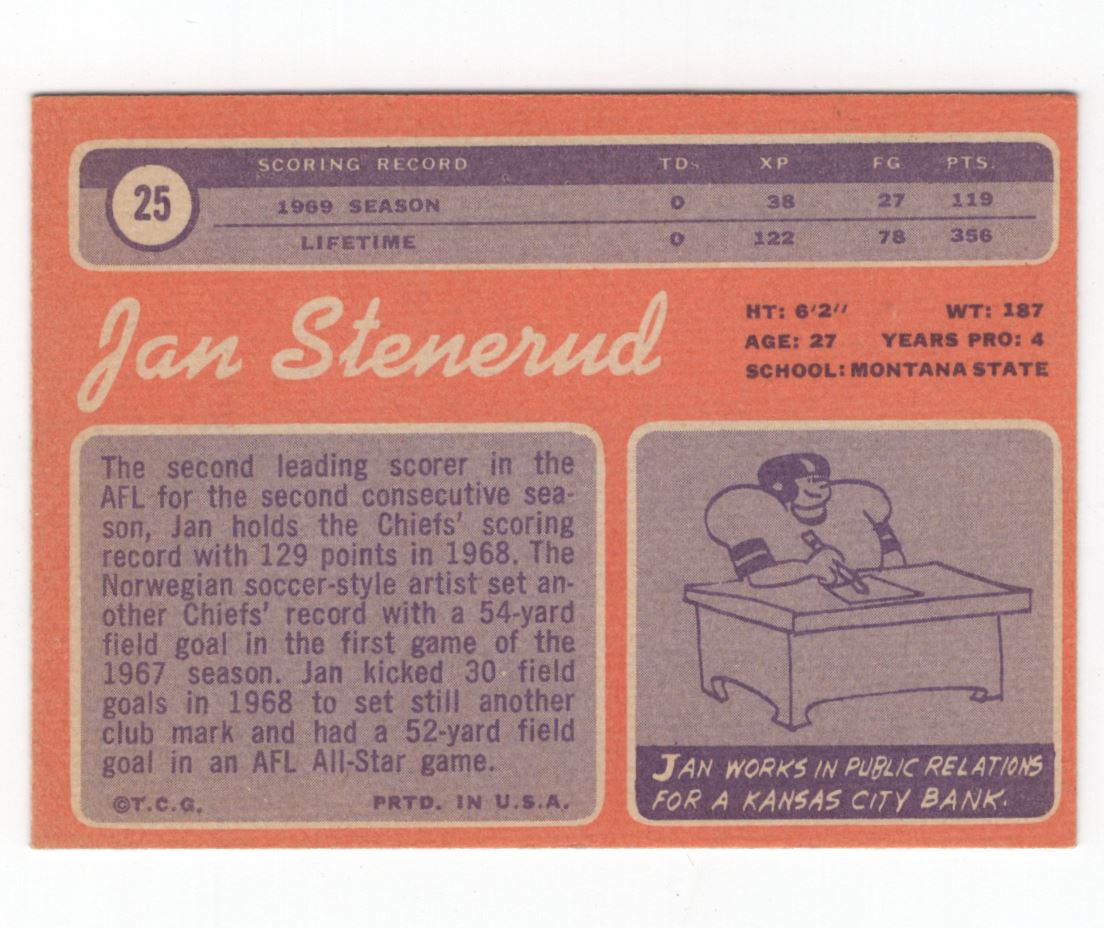 25
SCORING RECORD TDs XP FG PTS.
1969 SEASON 0 38 27 119
LIFETIME 0 122 78 356
Jan Stenerud
HT: 6'2" WT: 187
AGE: 27 YEARS PRO: 4
SCHOOL: MONTANA STATE
The second leading scorer in the
AFL for the second consecutive sea-
son, Jan holds the Chiefs' scoring
record with 129 points in 1968. The
Norwegian soccer-style artist set an-
other Chiefs' record with a 54-yard
field goal in the first game of the
1967 season. Jan kicked 30 field
goals in 1968 to set still another
club mark and had a 52-yard field
goal in an AFL All-Star game.
©T.C.G. PRTD. IN U.S.A.
JAN WORKS IN PUBLIC RELATIONS
FOR A KANSAS CITY BANK.